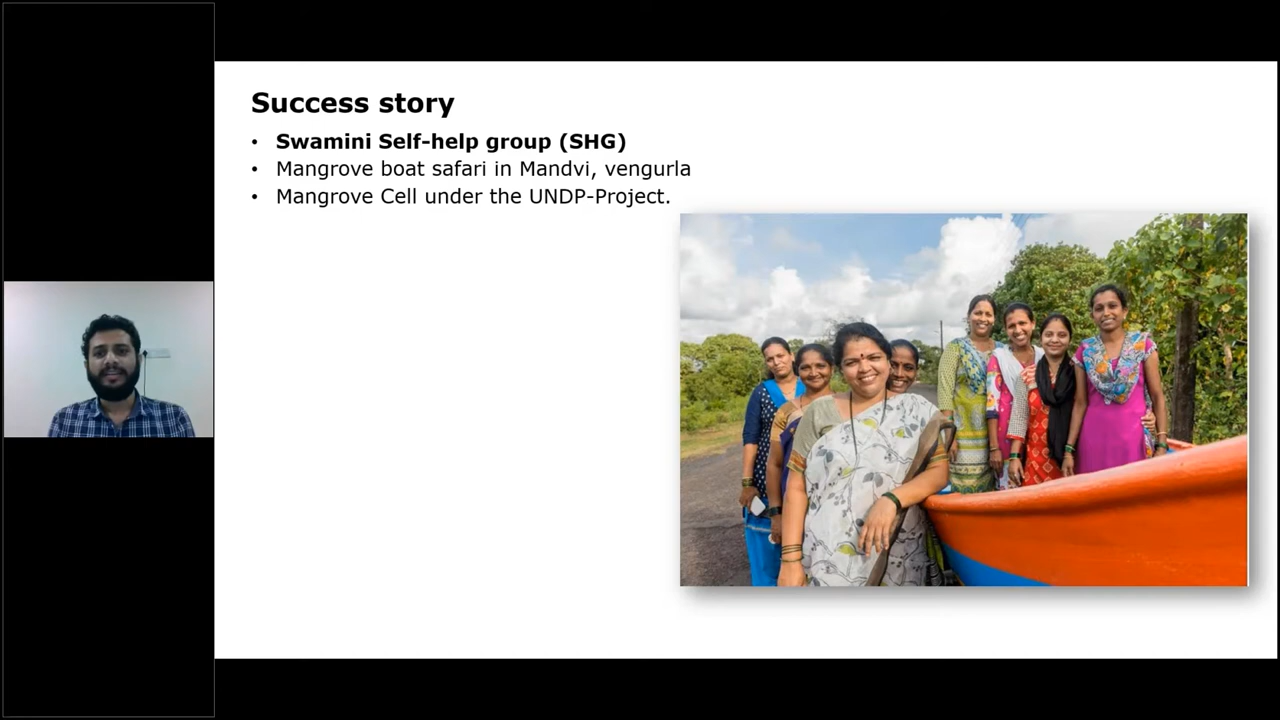 Success story
• Swamini Self-help group (SHG)
• Mangrove boat safari in Mandvi, vengurla
• Mangrove Cell under the UNDP-Project.